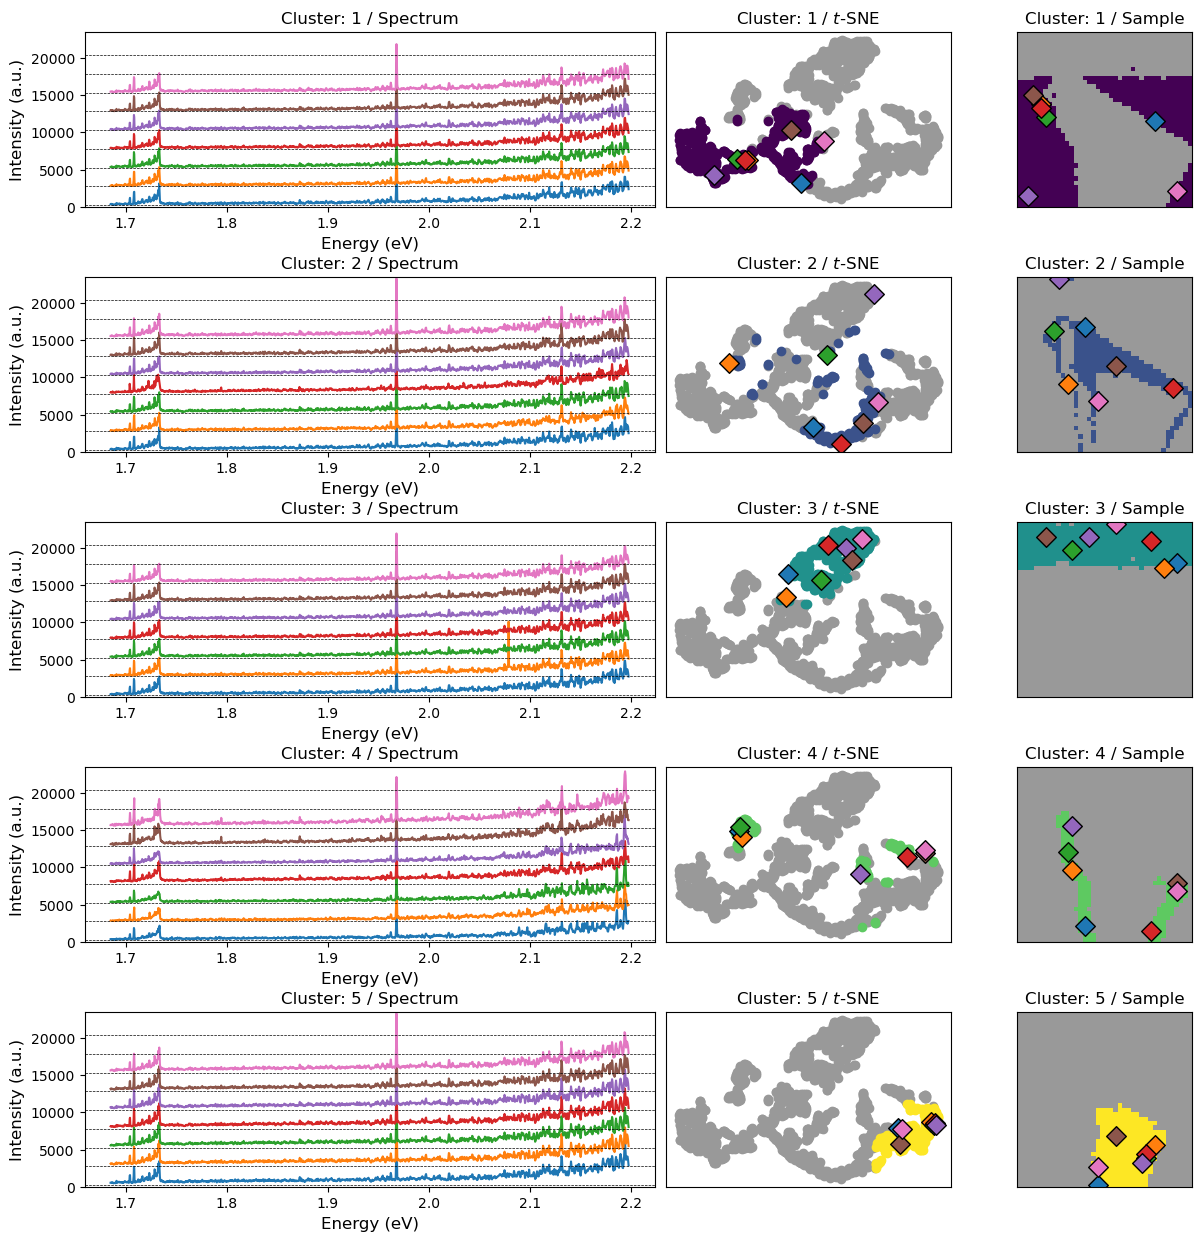 Cluster: 1 / Spectrum
Cluster: 1 / t-SNE
Cluster: 1 / Sample
Intensity (a.u.)
20000
15000
10000
5000
0
1.7 1.8 1.9 2.0 2.1 2.2
Energy (eV)
Cluster: 2 / Spectrum
Cluster: 2 / t-SNE
Cluster: 2 / Sample
Intensity (a.u.)
20000
15000
10000
5000
0
1.7 1.8 1.9 2.0 2.1 2.2
Energy (eV)
Cluster: 3 / Spectrum
Cluster: 3 / t-SNE
Cluster: 3 / Sample
Intensity (a.u.)
20000
15000
10000
5000
0
1.7 1.8 1.9 2.0 2.1 2.2
Energy (eV)
Cluster: 4 / Spectrum
Cluster: 4 / t-SNE
Cluster: 4 / Sample
Intensity (a.u.)
20000
15000
10000
5000
0
1.7 1.8 1.9 2.0 2.1 2.2
Energy (eV)
Cluster: 5 / Spectrum
Cluster: 5 / t-SNE
Cluster: 5 / Sample
Intensity (a.u.)
20000
15000
10000
5000
0
1.7 1.8 1.9 2.0 2.1 2.2
Energy (eV)